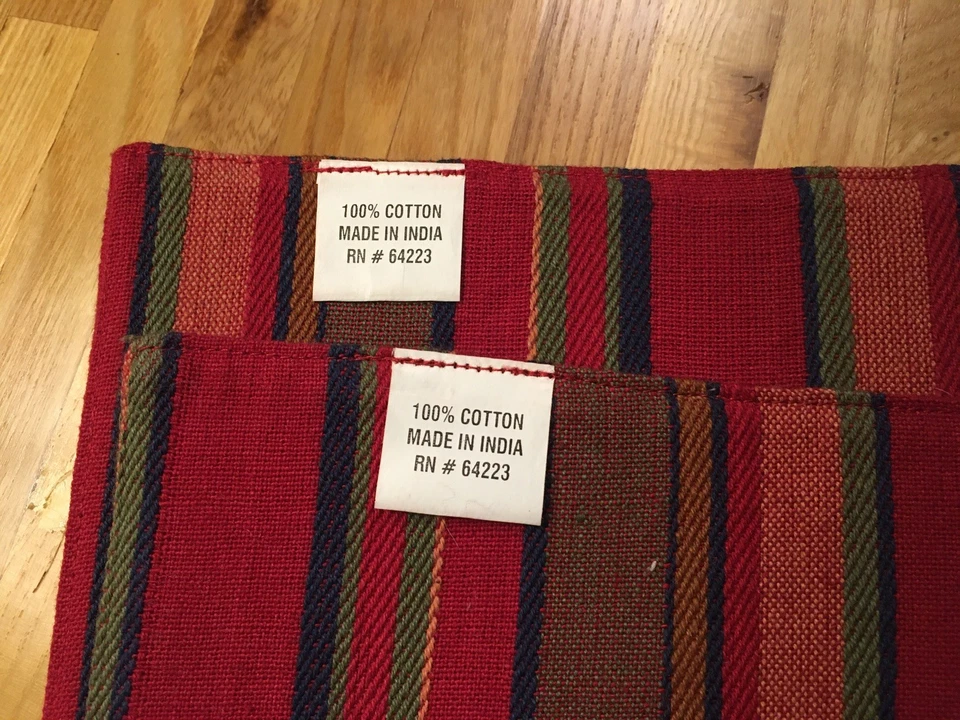 100% COTTON
MADE IN INDIA
RN # 64223
100% COTTON
MADE IN INDIA
RN # 64223